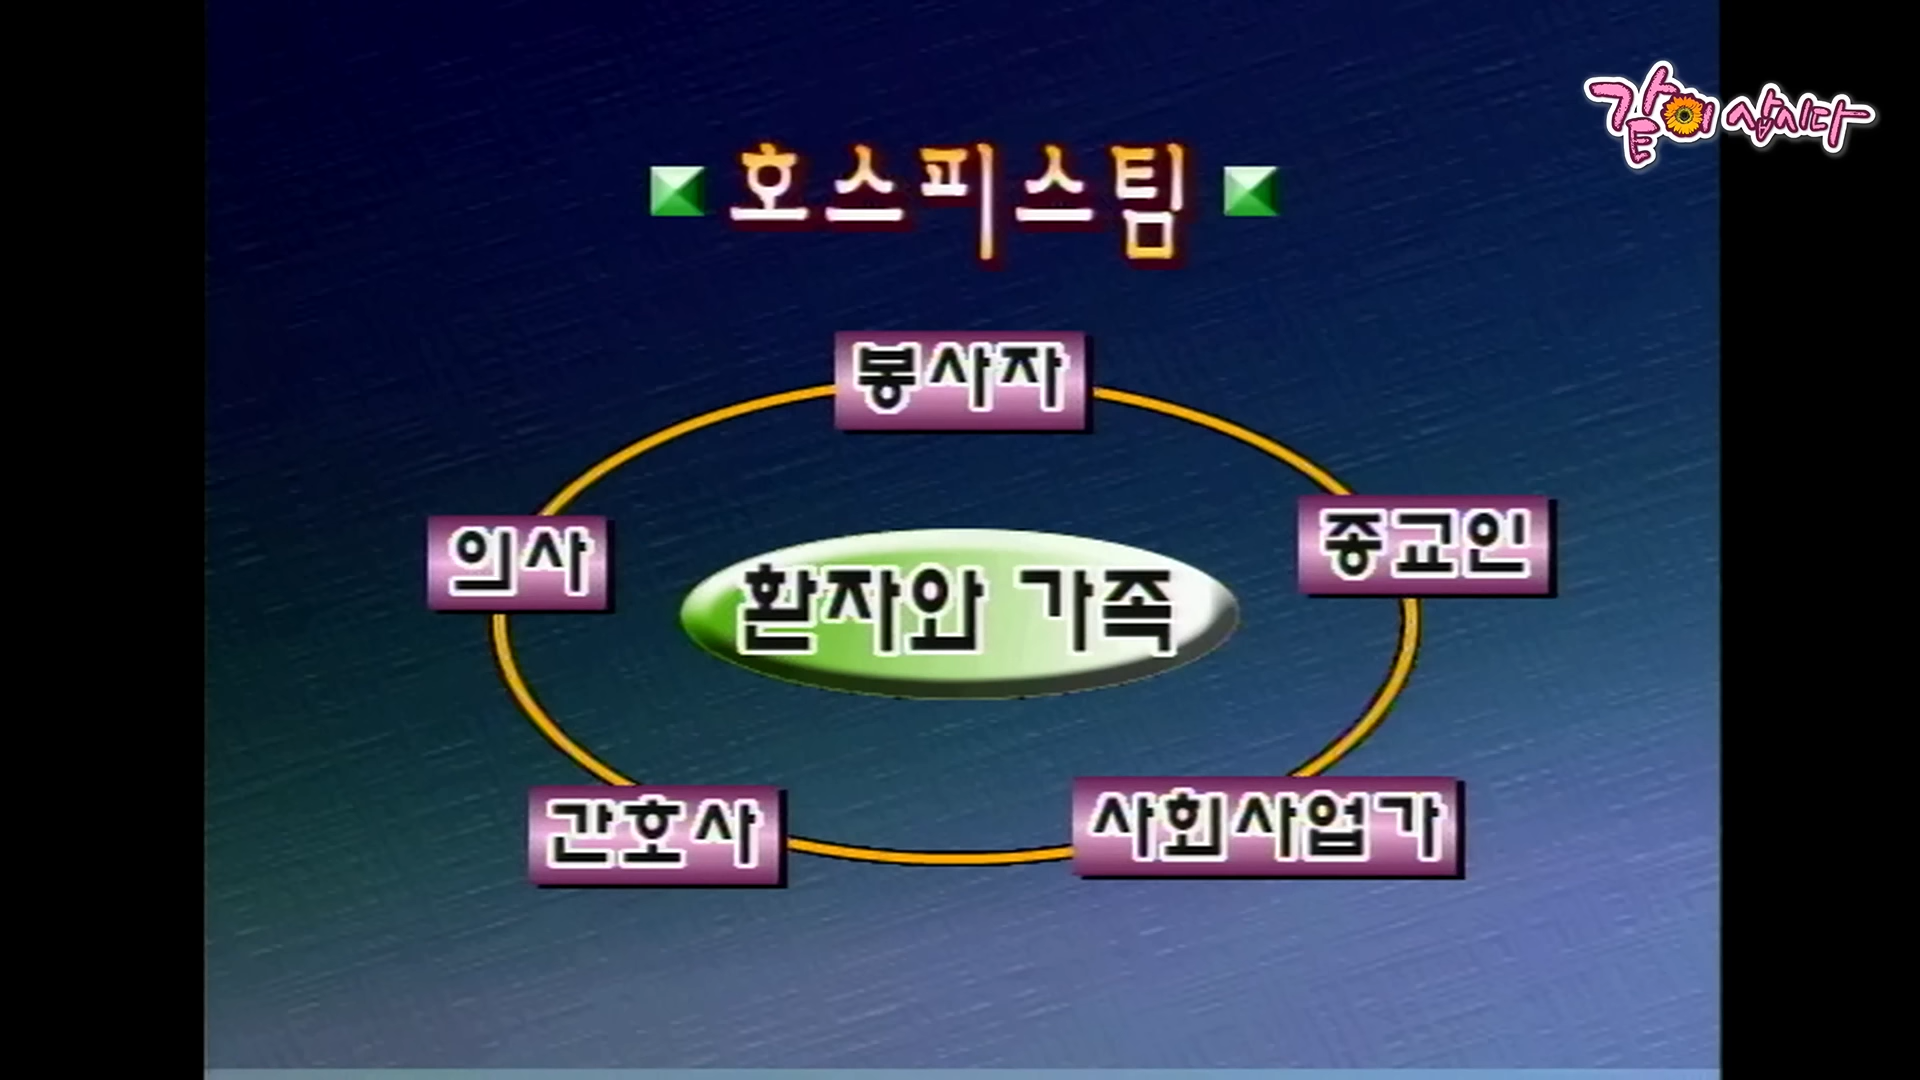 같이 삽시다
호스피스팀
봉사자
의사
종교인
환자와 가족
간호사
사회사업가